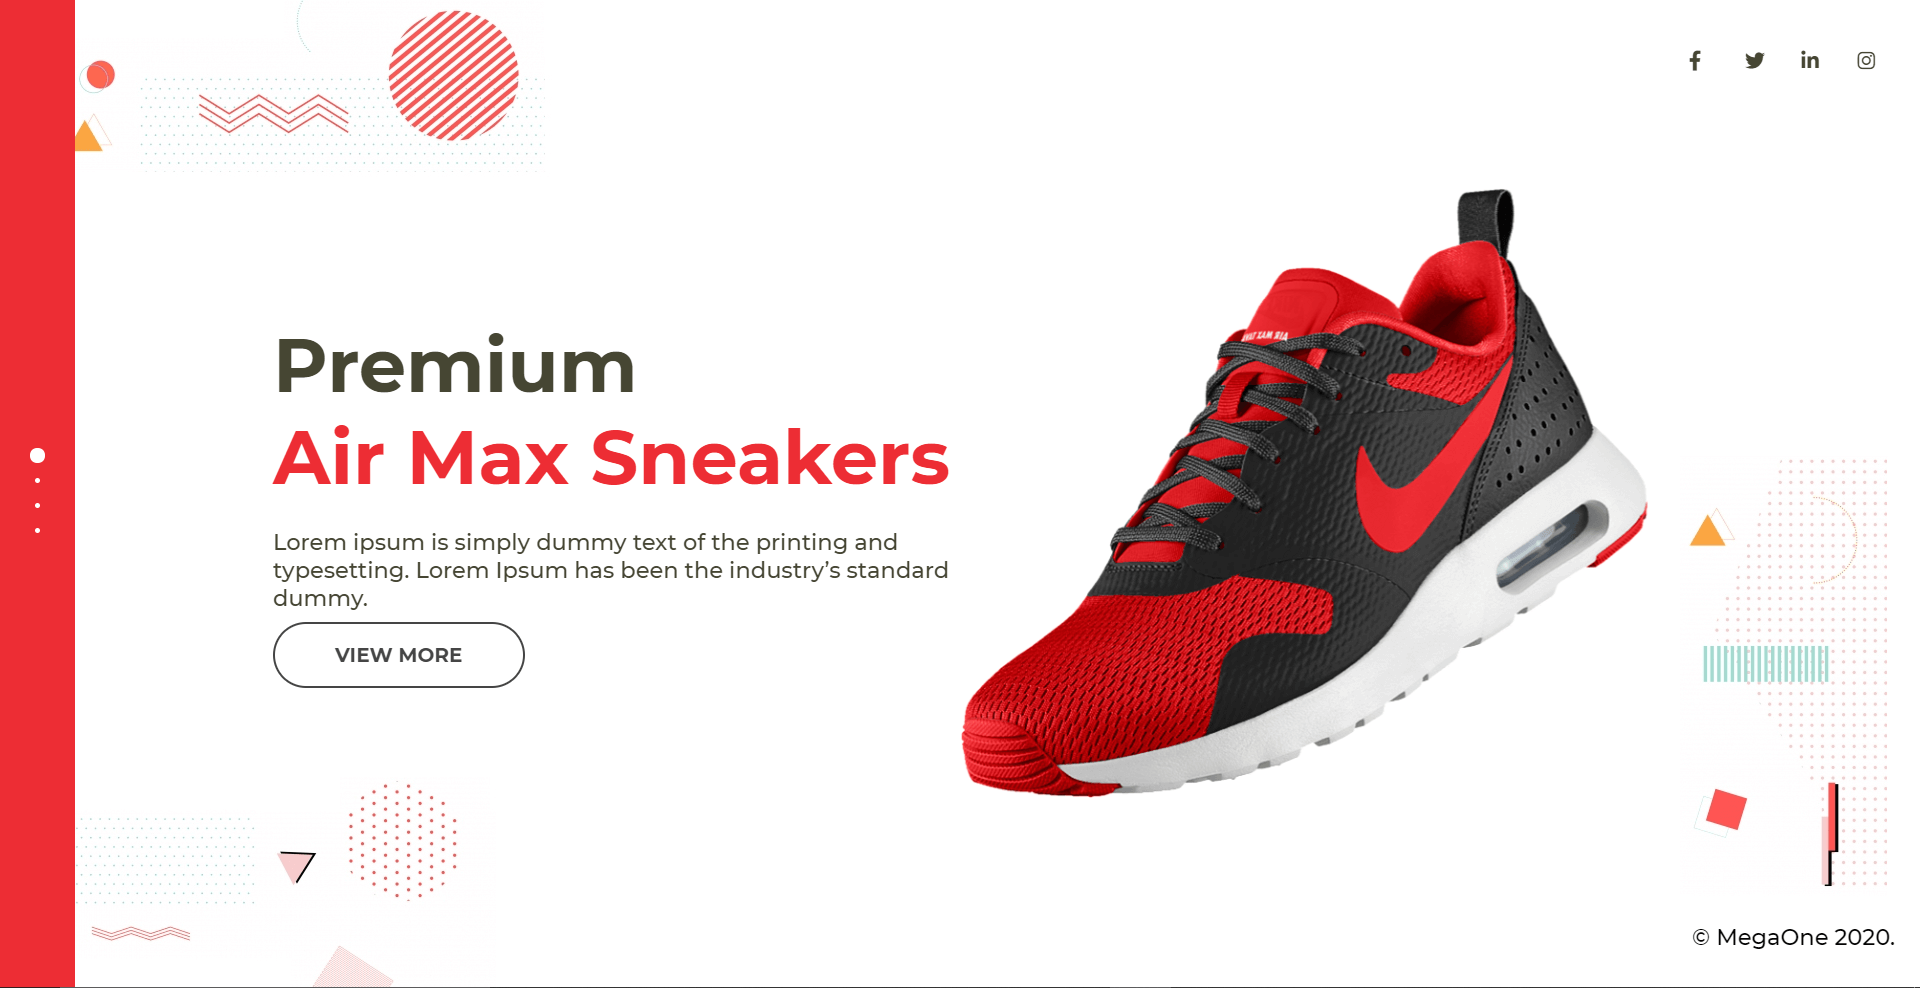 Premium
Air Max Sneakers
Lorem ipsum is simply dummy text of the printing and
typesetting. Lorem Ipsum has been the industry’s standard
dummy.
VIEW MORE
© MegaOne 2020.